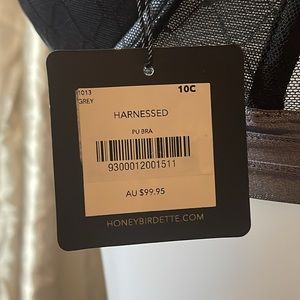 1013 10C
GREY
HARNESSED
PU BRA
9300012001511
AU $99.95
HONEYBIRDETTE.COM